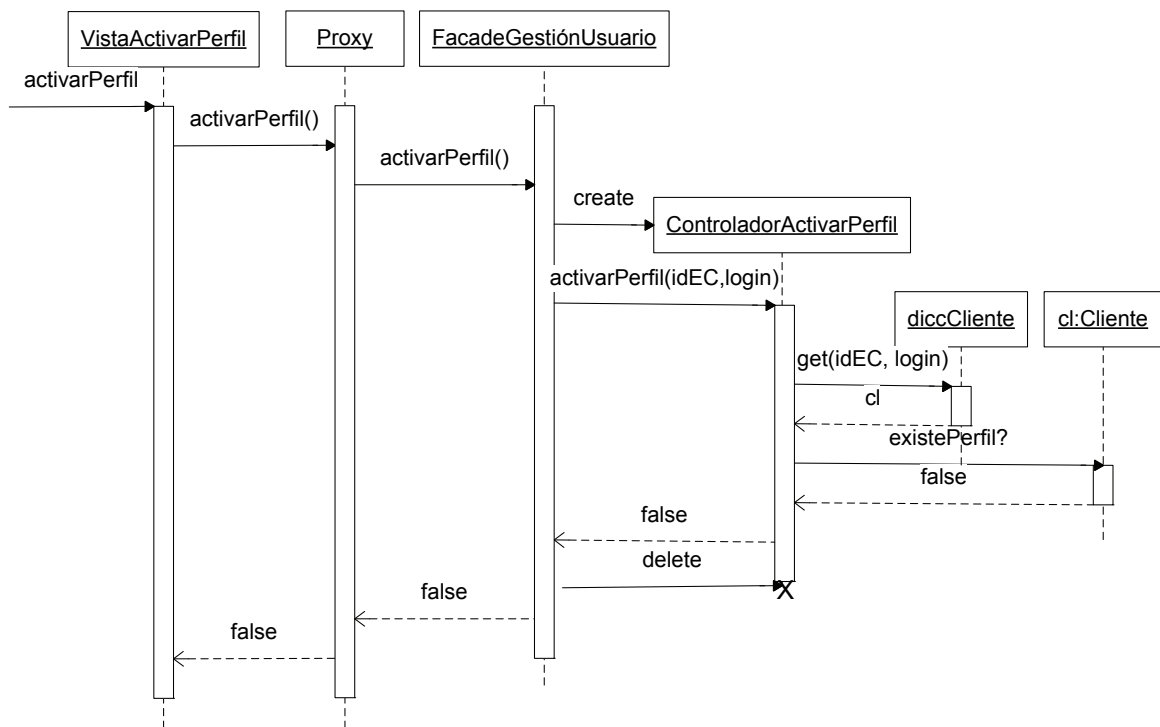 VistaActivarPerfil
Proxy
FacadeGestiónUsuario
activarPerfil
activarPerfil()
activarPerfil()
create
ControladorActivarPerfil
activarPerfil(idEC,login)
diccCliente
cl:Cliente
get(idEC, login)
cl
existePerfil?
false
false
delete
X
false
false